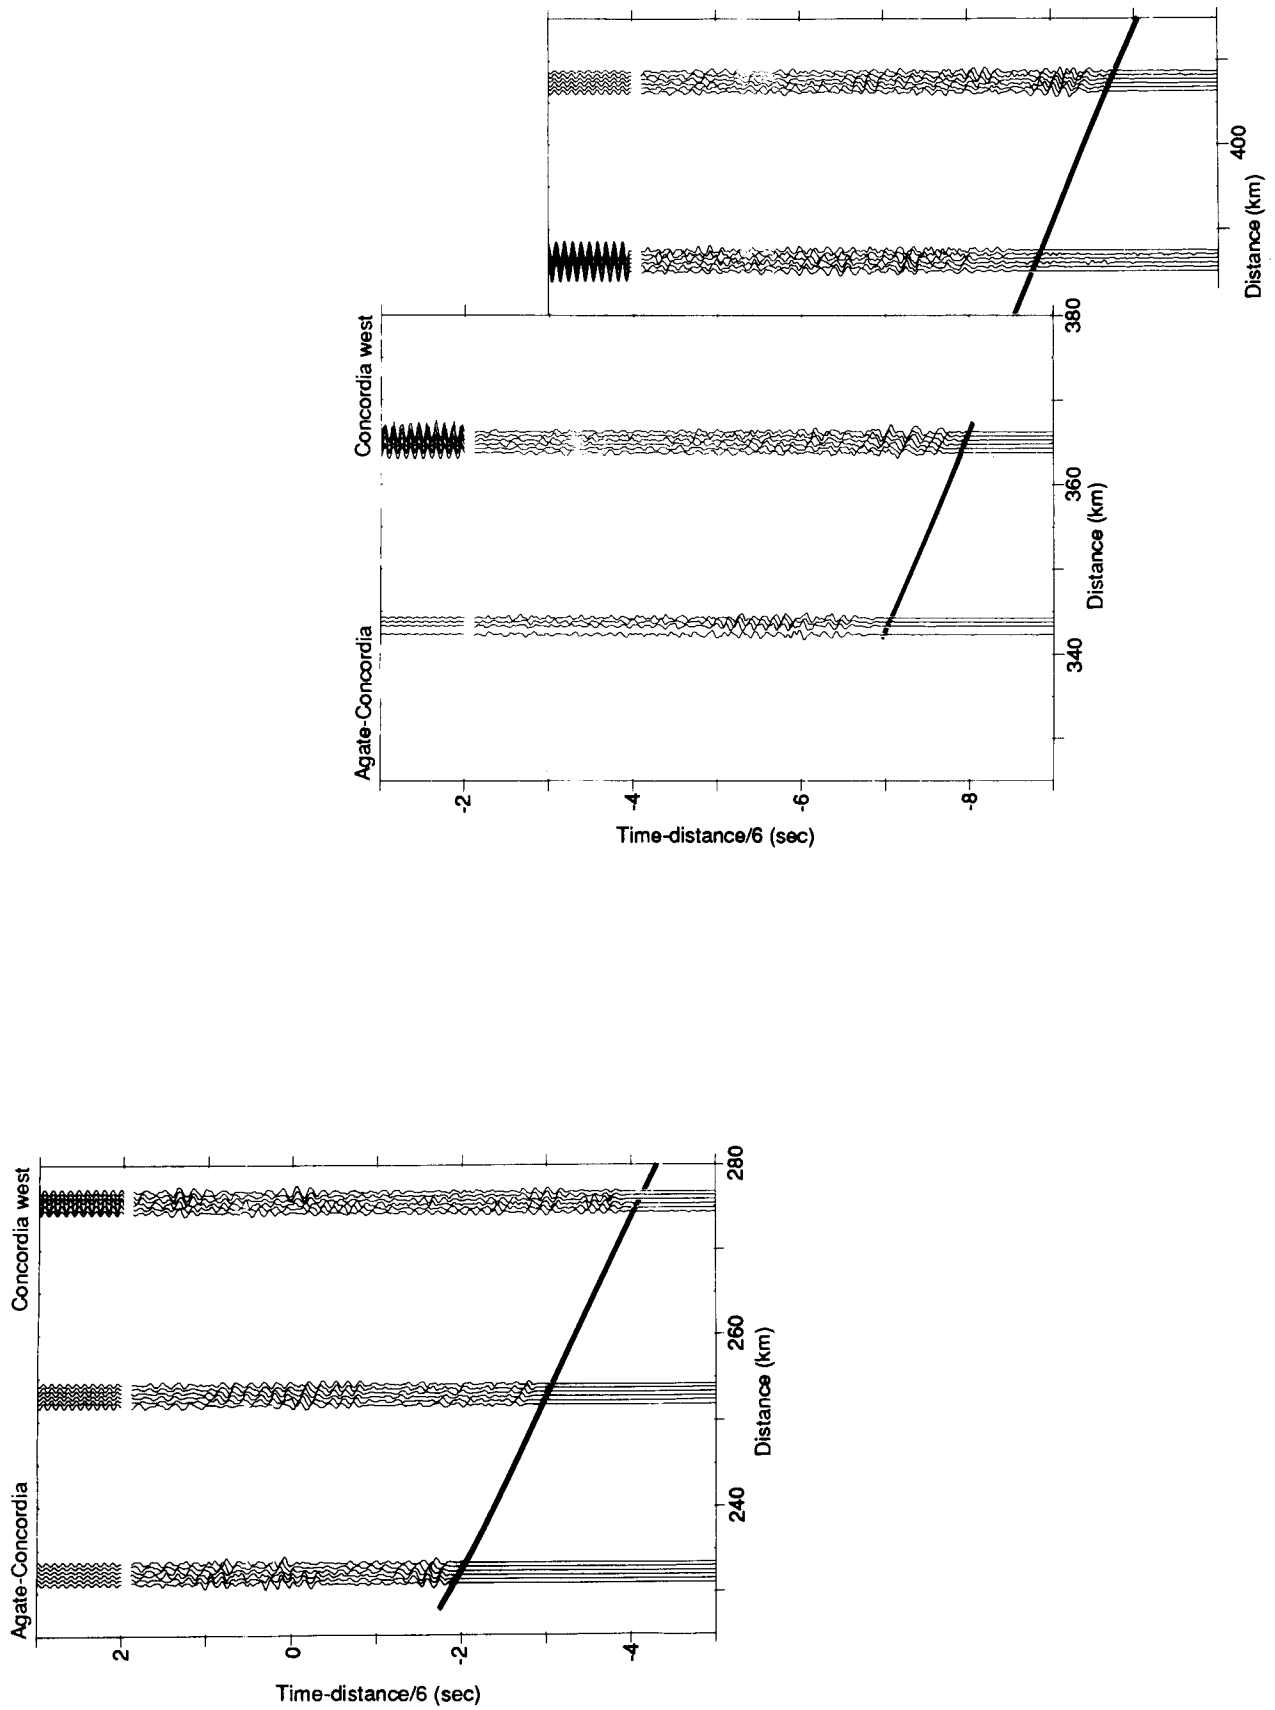 400
Distance (km)
Concordia west
380
360
Distance (km)
Agate-Concordia
340
-2
-4
-6
-8
Time-distance/6 (sec)
Concordia west
280
260
Distance (km)
Agate-Concordia
240
2
0
-2
-4
Time-distance/6 (sec)